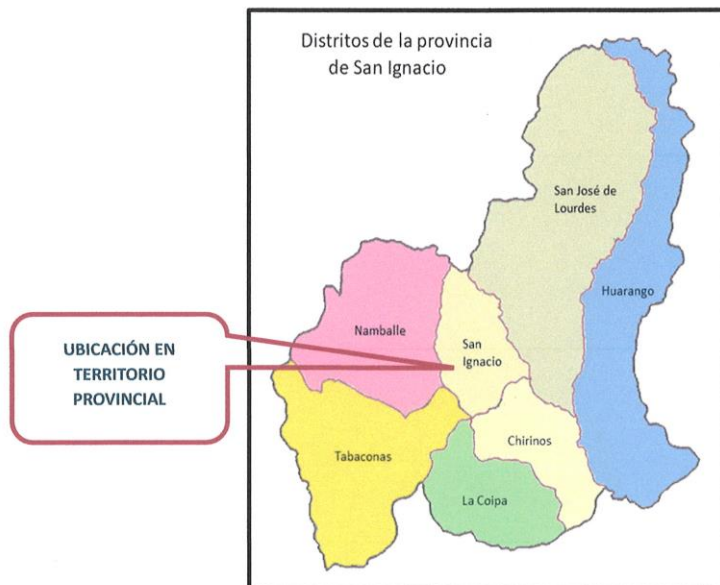 Distritos de la provincia
de San Ignacio
San José de
Lourdes
Huarango
Namballe
San
Ignacio
UBICACIÓN EN
TERRITORIO
PROVINCIAL
Chirinos
Tabaconas
La Coipa